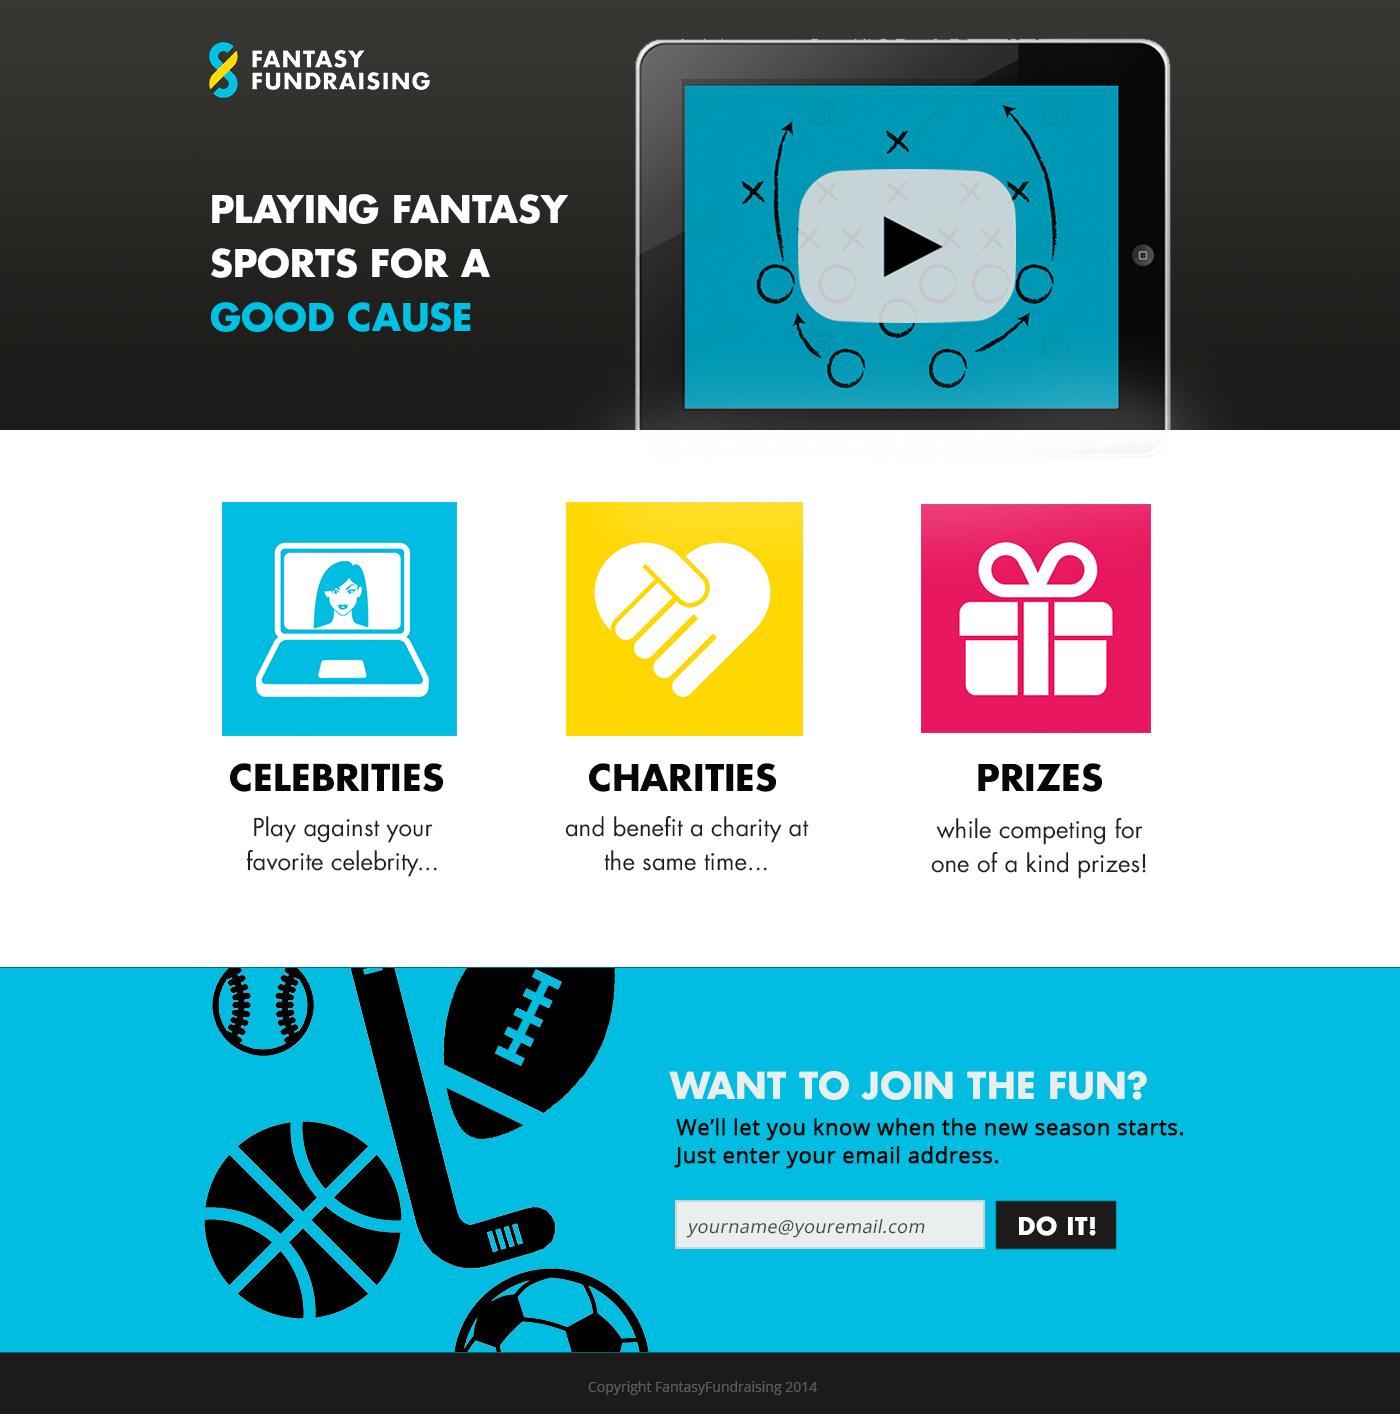 FANTASY
FUNDRAISING
PLAYING FANTASY
SPORTS FOR A
GOOD CAUSE
CELEBRITIES
Play against your
favorite celebrity...
CHARITIES
and benefit a charity at
the same time...
PRIZES
while competing for
one of a kind prizes!
WANT TO JOIN THE FUN?
We'll let you know when the new season starts.
Just enter your email address.
yourname@youremail.com
DO IT!
Copyright FantasyFundraising 2014